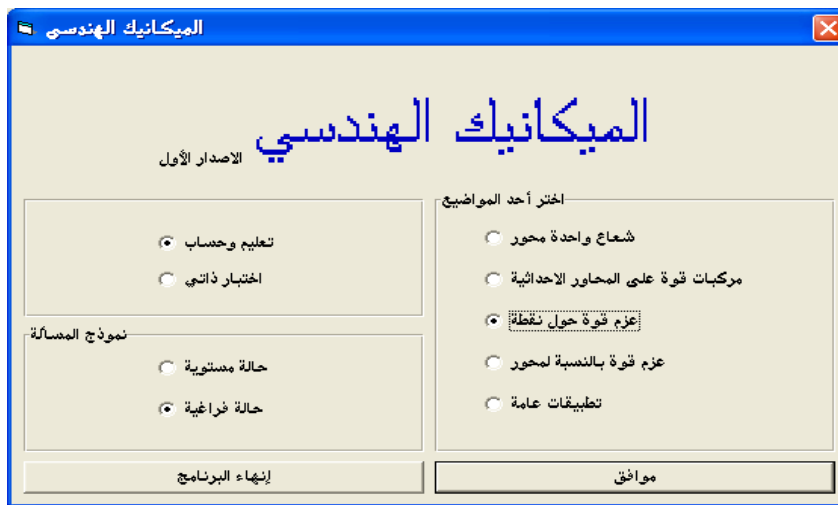 الميكانيك الهندسي
الميكانيك الهندسي
الاصدار الأول
اختر أحد المواضيع
شعاع واحدة محور
مركبات قوة على المحاور الاحداثية
عزم قوة حول نقطة
عزم قوة بالنسبة لمحور
تطبيقات عامة
تعليم وحساب
اختبار ذاتي
نموذج المسألة
حالة مستوية
حالة فراغية
موافق
إنهاء البرنامج